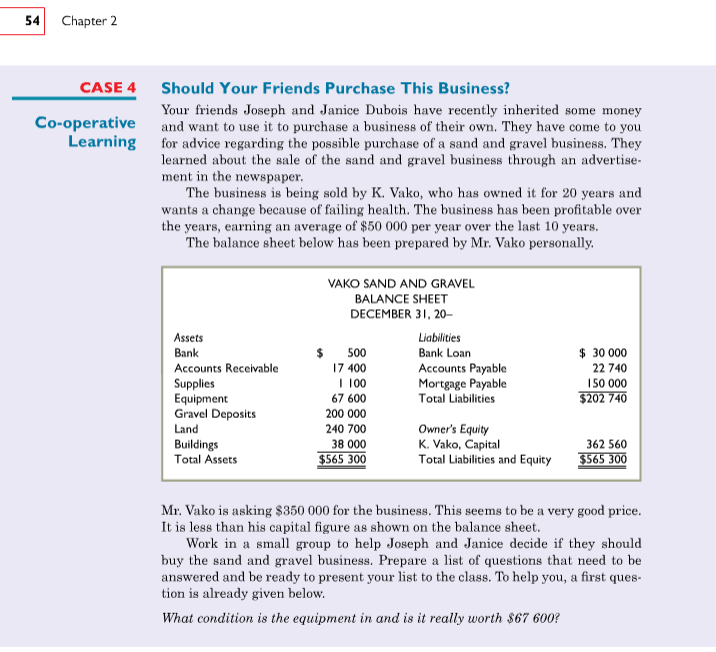 54 Chapter 2
CASE 4
Co-operative
Learning
Should Your Friends Purchase This Business?
Your friends Joseph and Janice Dubois have recently inherited some money
and want to use it to purchase a business of their own. They have come to you
for advice regarding the possible purchase of a sand and gravel business. They
learned about the sale of the sand and gravel business through an advertise-
ment in the newspaper.
The business is being sold by K. Vako, who has owned it for 20 years and
wants a change because of failing health. The business has been profitable over
the years, earning an average of $50 000 per year over the last 10 years.
The balance sheet below has been prepared by Mr. Vako personally.
VAKO SAND AND GRAVEL
BALANCE SHEET
DECEMBER 31, 20–
Assets Liabilities
Bank $ 500 Bank Loan $ 30 000
Accounts Receivable 17 400 Accounts Payable 22 740
Supplies 1 100 Mortgage Payable 150 000
Equipment 67 600 Total Liabilities $202 740
Gravel Deposits 200 000
Land 240 700 Owner's Equity
Buildings 38 000 K. Vako, Capital 362 560
Total Assets $565 300 Total Liabilities and Equity $565 300
Mr. Vako is asking $350 000 for the business. This seems to be a very good price.
It is less than his capital figure as shown on the balance sheet.
Work in a small group to help Joseph and Janice decide if they should
buy the sand and gravel business. Prepare a list of questions that need to be
answered and be ready to present your list to the class. To help you, a first ques-
tion is already given below.
What condition is the equipment in and is it really worth $67 600?